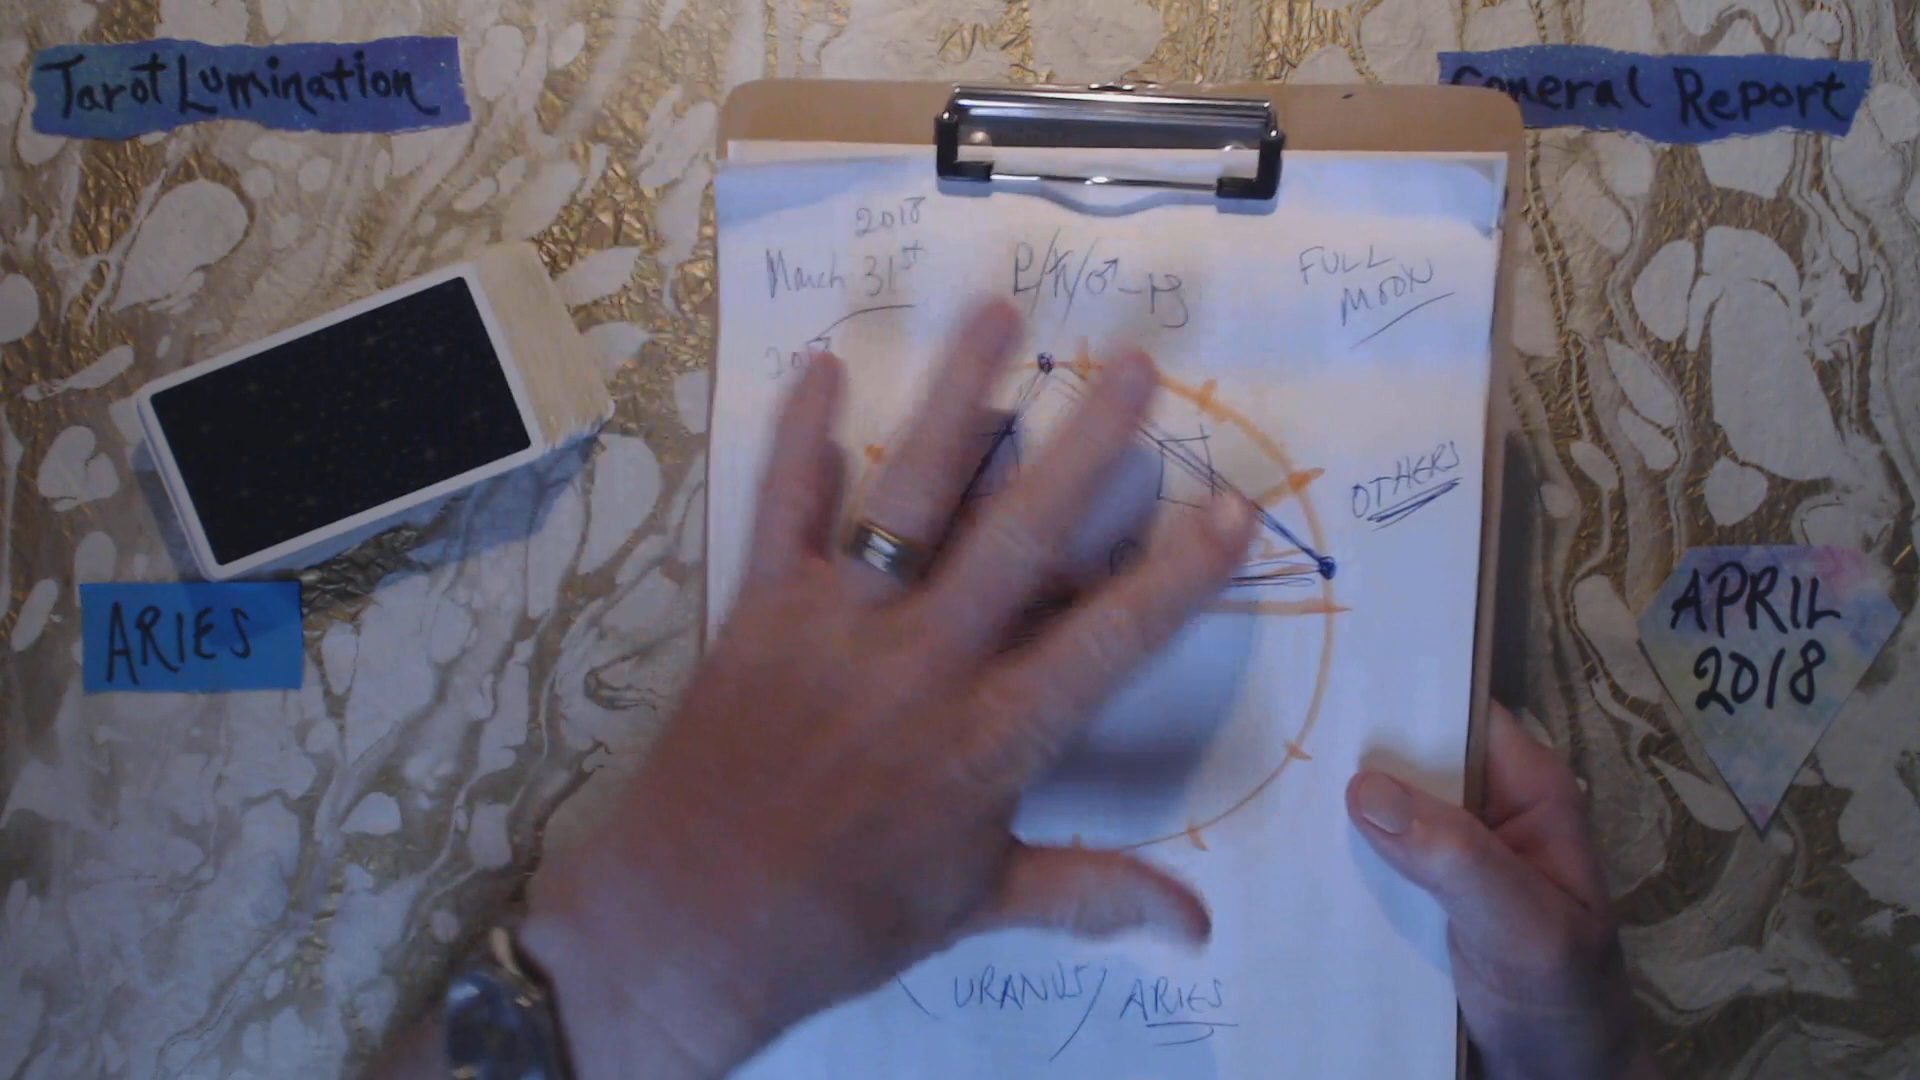 Tarot Lumination
General Report
2018
March 31st
FULL
MOON
OTHERS
ARIES
APRIL
2018
URANUS/ ARIES